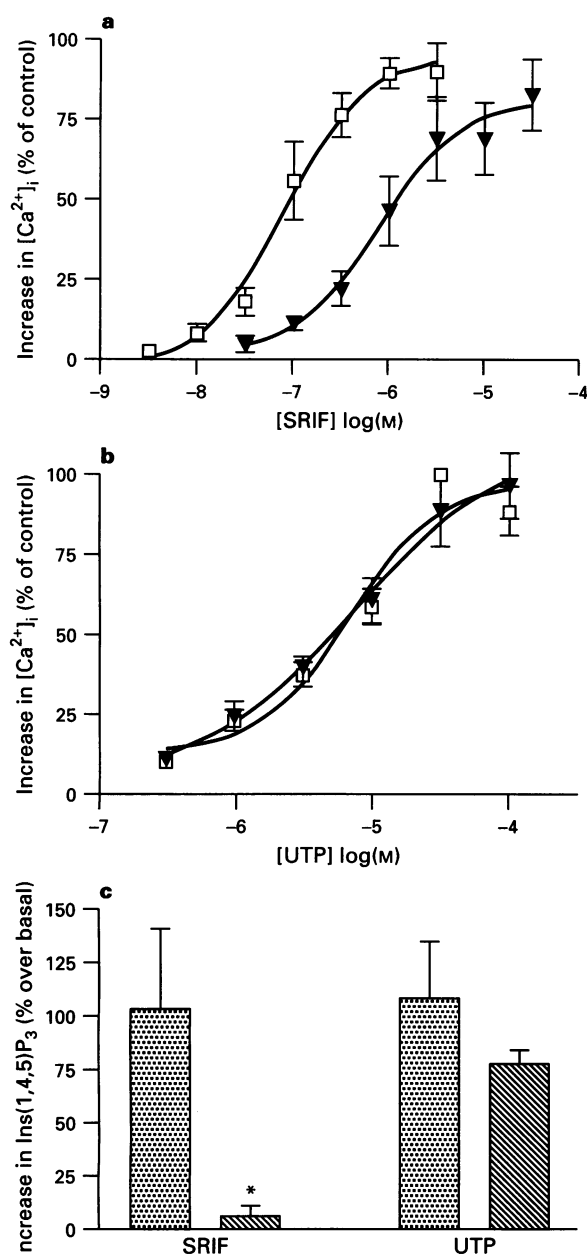 a
Increase in [Ca2+]i (% of control)
100
75
50
25
0
–9 –8 –7 –6 –5 –4
[SRIF] log(M)
b
Increase in [Ca2+]i (% of control)
100
75
50
25
0
–7 –6 –5 –4
[UTP] log(M)
c
ncrease in Ins(1,4,5)P3 (% over basal)
150
125
100
75
50
25
0
*
SRIF UTP